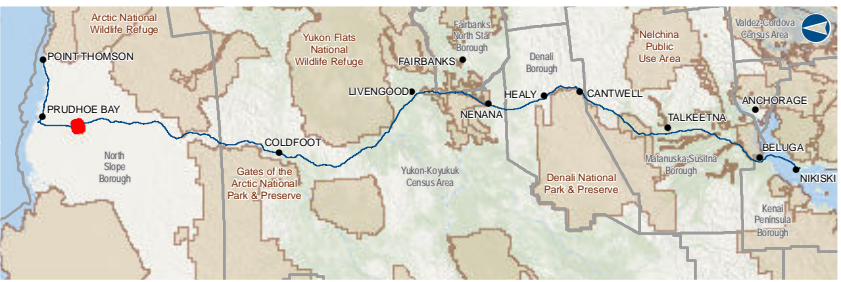 Arctic National
Wildlife Refuge
POINT THOMSON
PRUDHOE BAY
North
Slope
Borough
COLDFOOT
Gates of the
Arctic National
Park & Preserve
Yukon Flats
National
Wildlife Refuge
LIVENGOOD
Fairbanks
North Star
Borough
FAIRBANKS
NENANA
Yukon-Koyukuk
Census Area
Denali
Borough
HEALY
CANTWELL
Denali National
Park & Preserve
Nelchina
Public
Use Area
TALKEETNA
Matanuska-Susitna
Borough
Valdez-Cordova
Census Area
ANCHORAGE
BELUGA
NIKISKI
Kenai
Peninsula
Borough